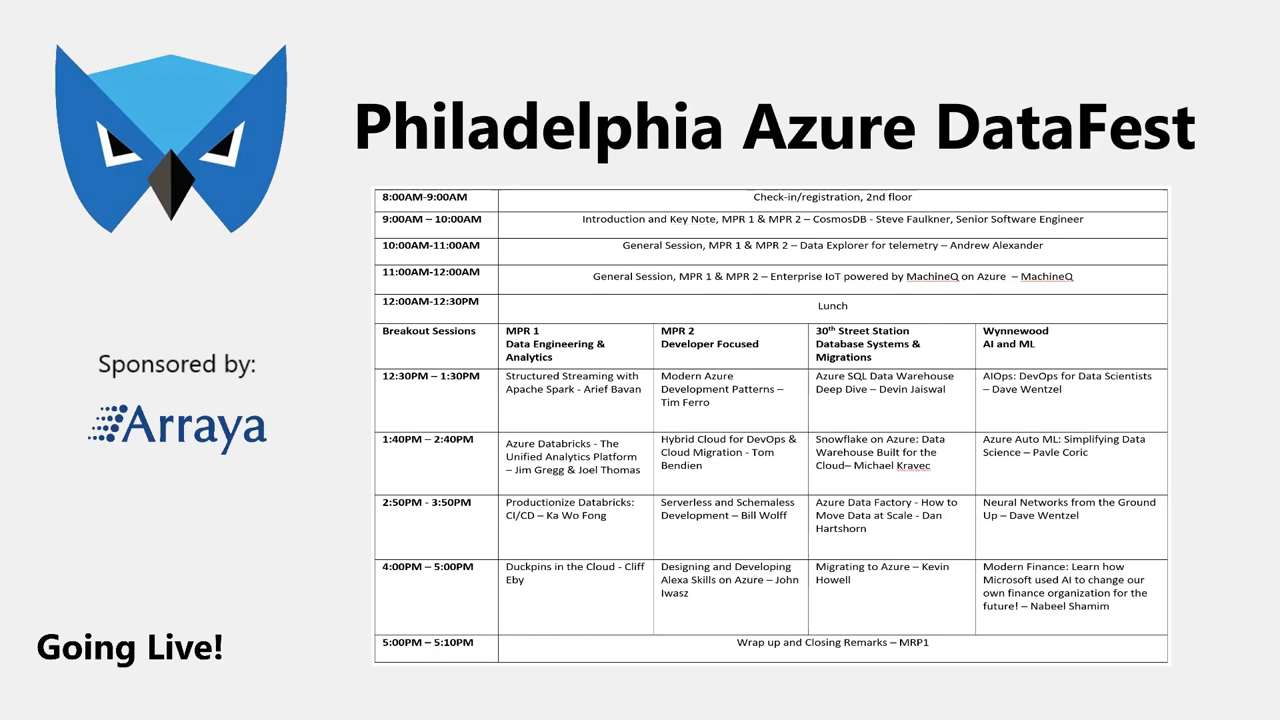 Philadelphia Azure DataFest
8:00AM-9:00AM
Check-in/registration, 2nd floor
9:00AM – 10:00AM
Introduction and Key Note, MPR 1 & MPR 2 – CosmosDB - Steve Faulkner, Senior Software Engineer
10:00AM-11:00AM
General Session, MPR 1 & MPR 2 – Data Explorer for telemetry – Andrew Alexander
11:00AM-12:00AM
General Session, MPR 1 & MPR 2 – Enterprise IoT powered by MachineQ on Azure – MachineQ
12:00AM-12:30PM
Lunch
Breakout Sessions
MPR 1
Data Engineering &
Analytics
MPR 2
Developer Focused
30th Street Station
Database Systems &
Migrations
Wynnewood
AI and ML
12:30PM – 1:30PM
Structured Streaming with
Apache Spark - Arief Bavan
Modern Azure
Development Patterns –
Tim Ferro
Azure SQL Data Warehouse
Deep Dive – Devin Jaiswal
AIOps: DevOps for Data Scientists
– Dave Wentzel
1:40PM – 2:40PM
Azure Databricks - The
Unified Analytics Platform
– Jim Gregg & Joel Thomas
Hybrid Cloud for DevOps &
Cloud Migration - Tom
Bendien
Snowflake on Azure: Data
Warehouse Built for the
Cloud– Michael Kravec
Azure Auto ML: Simplifying Data
Science – Pavle Coric
2:50PM - 3:50PM
Productionize Databricks:
CI/CD – Ka Wo Fong
Serverless and Schemaless
Development – Bill Wolff
Azure Data Factory - How to
Move Data at Scale - Dan
Hartshorn
Neural Networks from the Ground
Up – Dave Wentzel
4:00PM – 5:00PM
Duckpins in the Cloud - Cliff
Eby
Designing and Developing
Alexa Skills on Azure – John
Iwasz
Migrating to Azure – Kevin
Howell
Modern Finance: Learn how
Microsoft used AI to change our
own finance organization for the
future! – Nabeel Shamim
5:00PM – 5:10PM
Wrap up and Closing Remarks – MRP1
Sponsored by:
Arraya
Going Live!